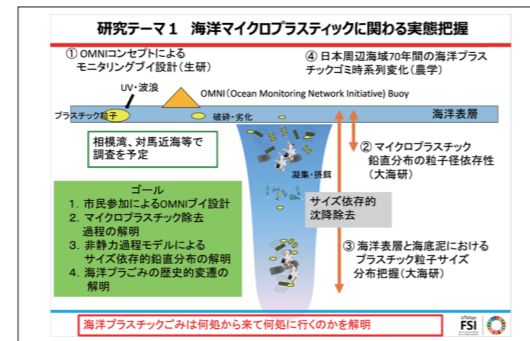 研究テーマ１ 海洋マイクロプラスティックに関わる実態把握
① OMNIコンセプトによる
モニタリングブイ設計(生研)
④ 日本周辺海域70年間の海洋プラス
チックゴミ時系列変化(農学)
UV・波浪
OMNI(Ocean Monitoring Network Initiative) Buoy
プラスチック粒子
破砕・劣化
海洋表層
相模湾、対馬近海等で
調査を予定
② マイクロプラスチック
鉛直分布の粒子径依存性
(大海研)
凝集・摂餌
ゴール
1. 市民参加によるOMNIブイ設計
2. マイクロプラスチック除去
過程の解明
3. 非静力過程モデルによる
サイズ依存的鉛直分布の解明
4. 海洋プラごみの歴史的変遷の
解明
サイズ依存的
沈降除去
③ 海洋表層と海底泥における
プラスチック粒子サイズ
分布把握(大海研)
海洋プラスチックごみは何処から来て何処に行くのかを解明
UTokyo
FSI